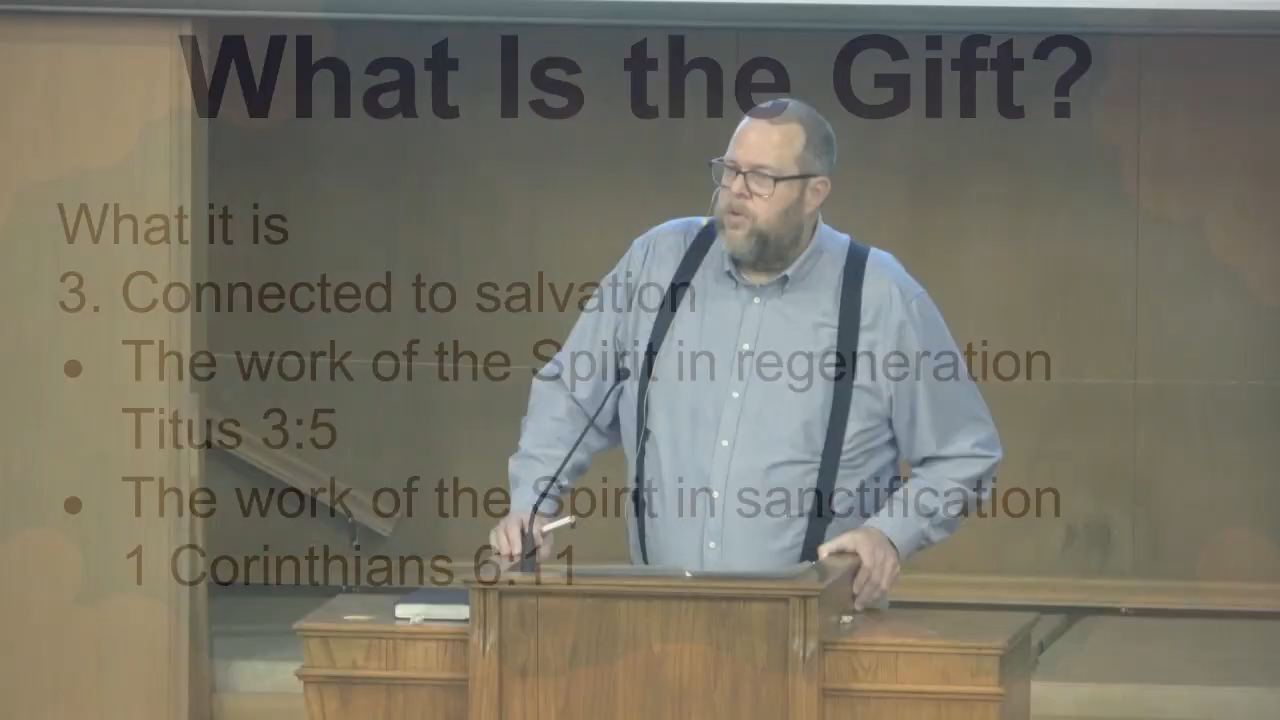 What Is the Gift?
What it is
3. Connected to salvation
• The work of the Spirit in regeneration
Titus 3:5
• The work of the Spirit in sanctification
1 Corinthians 6:11